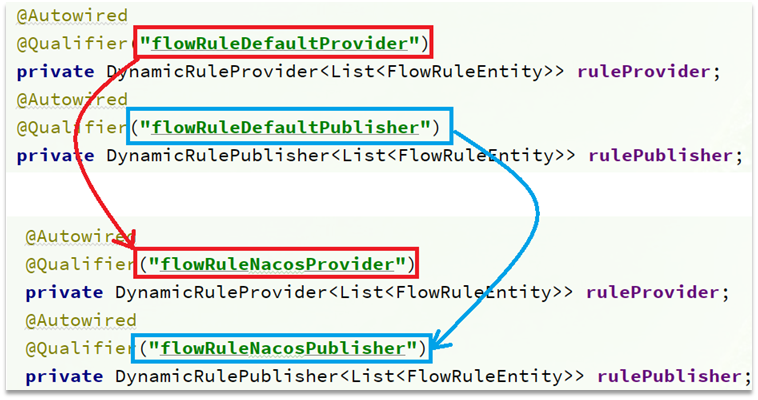 @Autowired
@Qualifier("flowRuleDefaultProvider")
private DynamicRuleProvider<List<FlowRuleEntity>> ruleProvider;
@Autowired
@Qualifier("flowRuleDefaultPublisher")
private DynamicRulePublisher<List<FlowRuleEntity>> rulePublisher;
@Autowired
@Qualifier("flowRuleNacosProvider")
private DynamicRuleProvider<List<FlowRuleEntity>> ruleProvider;
@Autowired
@Qualifier("flowRuleNacosPublisher")
private DynamicRulePublisher<List<FlowRuleEntity>> rulePublisher;